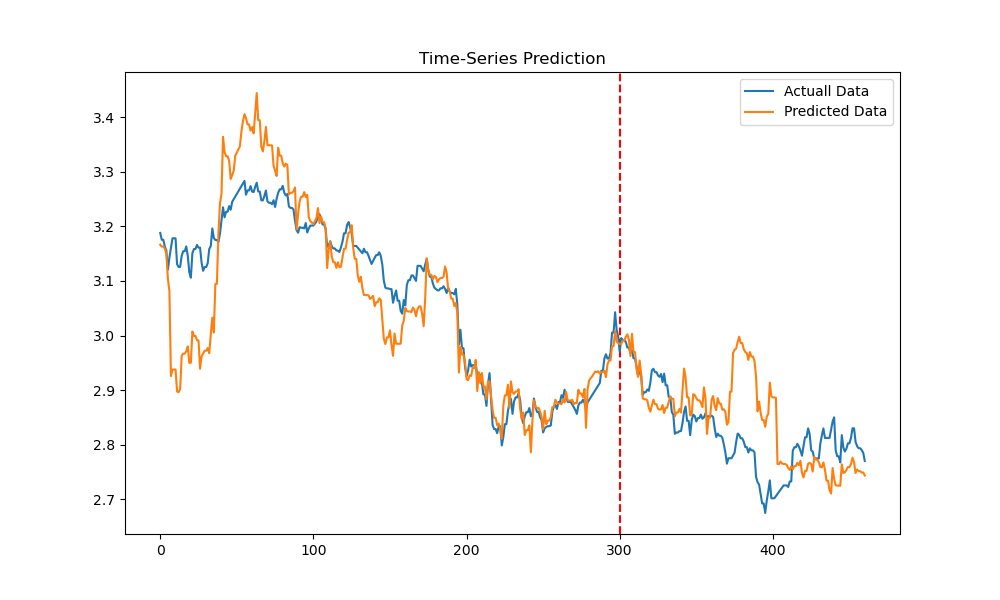 Time-Series Prediction
Actuall Data
Predicted Data
3.4
3.3
3.2
3.1
3.0
2.9
2.8
2.7
0 100 200 300 400